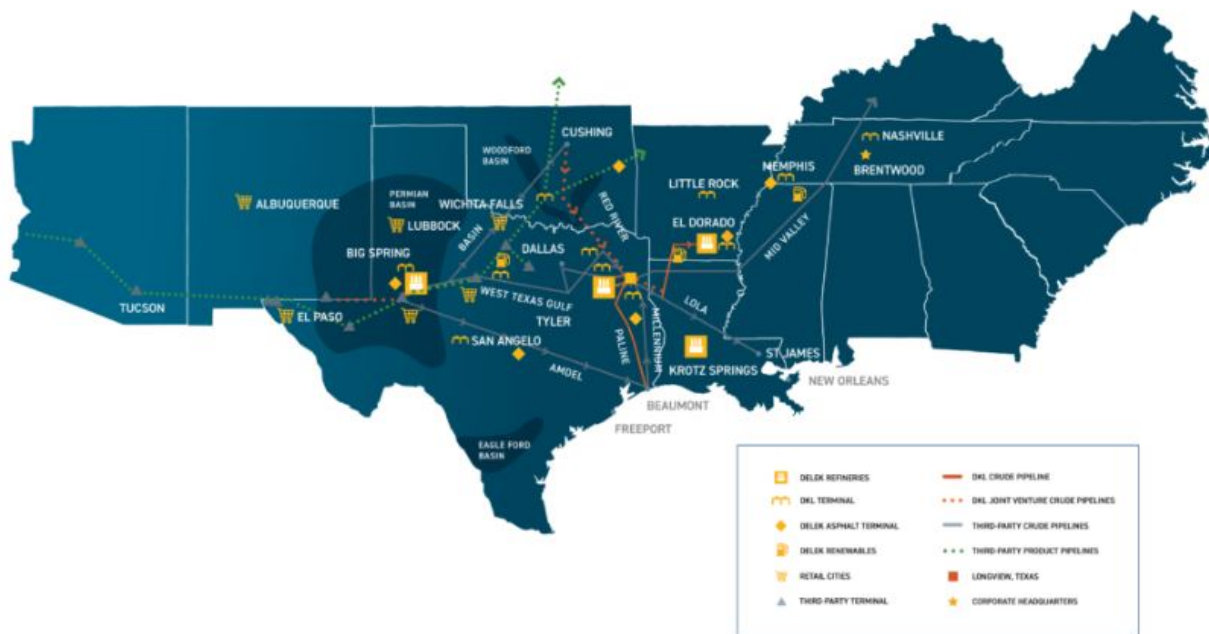 CUSHING
WOODFORD
BASIN
NASHVILLE
MEMPHIS
BRENTWOOD
LITTLE ROCK
PERMIAN
BASIN
WICHITA FALLS
ALBUQUERQUE
LUBBOCK
RED RIVER
EL DORADO
BASIN
MID VALLEY
DALLAS
BIG SPRING
WEST TEXAS GULF
LOLA
TUCSON
EL PASO
TYLER
SAN ANGELO
PALINE
MILLENNIUM
ST JAMES
KROTZ SPRINGS
AMDEL
NEW ORLEANS
BEAUMONT
FREEPORT
EAGLE FORD
BASIN
DELEK REFINERIES
DKL TERMINAL
DELEK ASPHALT TERMINAL
DELEK RENEWABLES
RETAIL CITIES
THIRD-PARTY TERMINAL
DKL CRUDE PIPELINE
DKL JOINT VENTURE CRUDE PIPELINES
THIRD-PARTY CRUDE PIPELINES
THIRD-PARTY PRODUCT PIPELINES
LONGVIEW, TEXAS
CORPORATE HEADQUARTERS